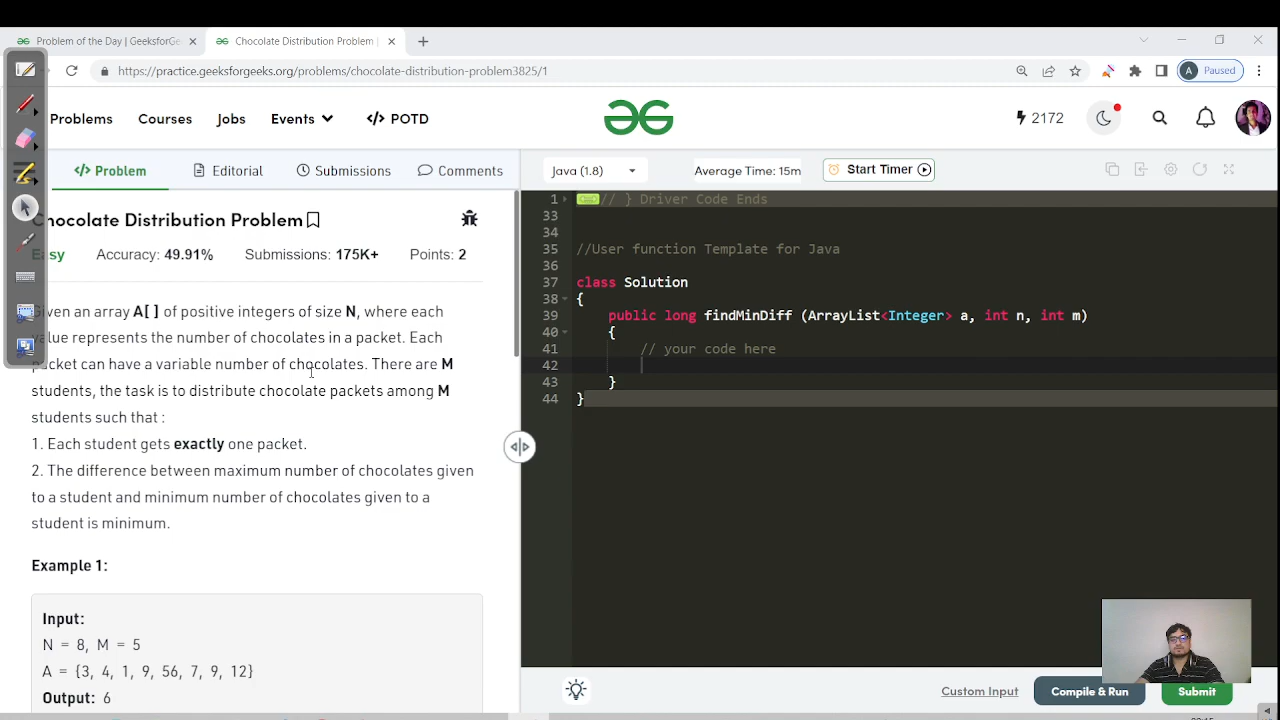 Problem of the Day | GeeksforGe
Chocolate Distribution Problem |
https://practice.geeksforgeeks.org/problems/chocolate-distribution-problem3825/1
A Paused
Problems Courses Jobs Events </> POTD
2172
</> Problem Editorial Submissions Comments
Java (1.8) Average Time: 15m Start Timer
hocolate Distribution Problem
Easy Accuracy: 49.91% Submissions: 175K+ Points: 2
Given an array A[ ] of positive integers of size N, where each
value represents the number of chocolates in a packet. Each
packet can have a variable number of chocolates. There are M
students, the task is to distribute chocolate packets among M
students such that :
1. Each student gets exactly one packet.
2. The difference between maximum number of chocolates given
to a student and minimum number of chocolates given to a
student is minimum.
Example 1:
Input:
N = 8, M = 5
A = {3, 4, 1, 9, 56, 7, 9, 12}
Output: 6
1 // } Driver Code Ends
33
34
35 //User function Template for Java
36
37 class Solution
38 {
39 public long findMinDiff (ArrayList<Integer> a, int n, int m)
40 {
41 // your code here
42
43 }
44 }
Custom Input Compile & Run Submit